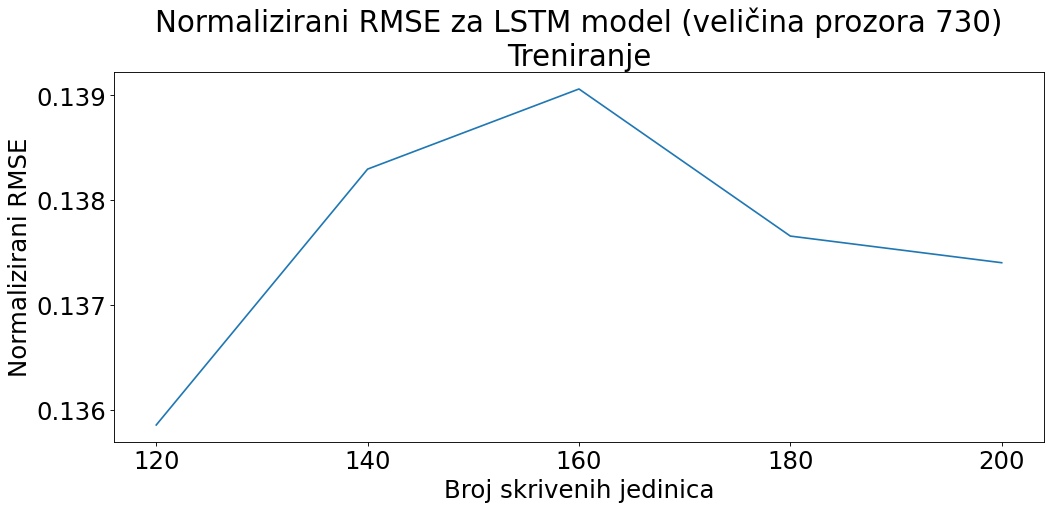 Normalizirani RMSE za LSTM model (veličina prozora 730)
Treniranje
Normalizirani RMSE
0.139
0.138
0.137
0.136
120 140 160 180 200
Broj skrivenih jedinica